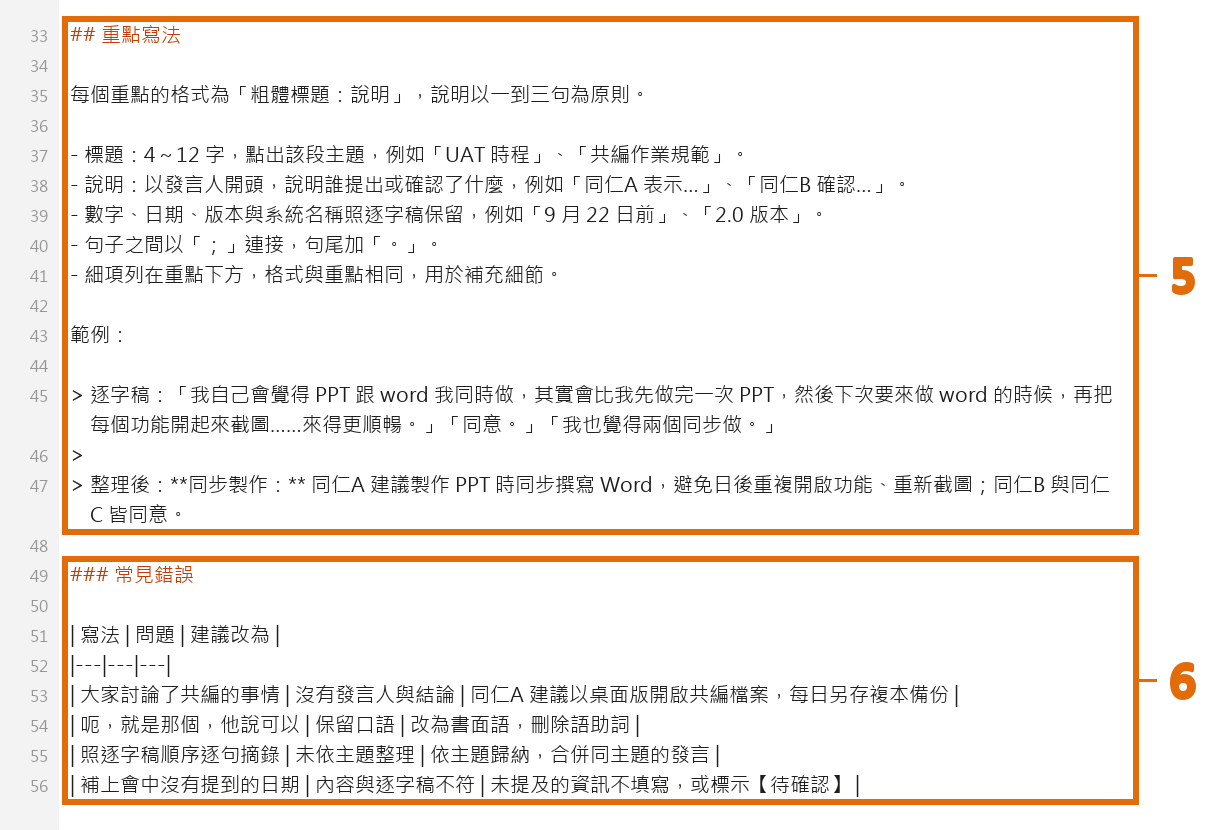 33 ## 重點寫法
34
35 每個重點的格式為「粗體標題：說明」，說明以一到三句為原則。
36
37 - 標題：4～12 字，點出該段主題，例如「UAT 時程」、「共編作業規範」。
38 - 說明：以發言人開頭，說明誰提出或確認了什麼，例如「同仁A 表示...」、「同仁B 確認...」。
39 - 數字、日期、版本與系統名稱照逐字稿保留，例如「9 月 22 日前」、「2.0 版本」。
40 - 句子之間以「；」連接，句尾加「。」。
41 - 細項列在重點下方，格式與重點相同，用於補充細節。
42
43 範例：
44
45 > 逐字稿：「我自己會覺得 PPT 跟 word 我同時做，其實會比我先做完一次 PPT，然後下次要來做 word 的時候，再把
每個功能開起來截圖......來得更順暢。」「同意。」「我也覺得兩個同步做。」
46 >
47 > 整理後：**同步製作：** 同仁A 建議製作 PPT 時同步撰寫 Word，避免日後重複開啟功能、重新截圖；同仁B 與同仁
C 皆同意。
48
49 ### 常見錯誤
50
51 | 寫法 | 問題 | 建議改為 |
52 |---|---|---|
53 | 大家討論了共編的事情 | 沒有發言人與結論 | 同仁A 建議以桌面版開啟共編檔案，每日另存複本備份 |
54 | 呃，就是那個，他說可以 | 保留口語 | 改為書面語，刪除語助詞 |
55 | 照逐字稿順序逐句摘錄 | 未依主題整理 | 依主題歸納，合併同主題的發言 |
56 | 補上會中沒有提到的日期 | 內容與逐字稿不符 | 未提及的資訊不填寫，或標示【待確認】 |
5
6